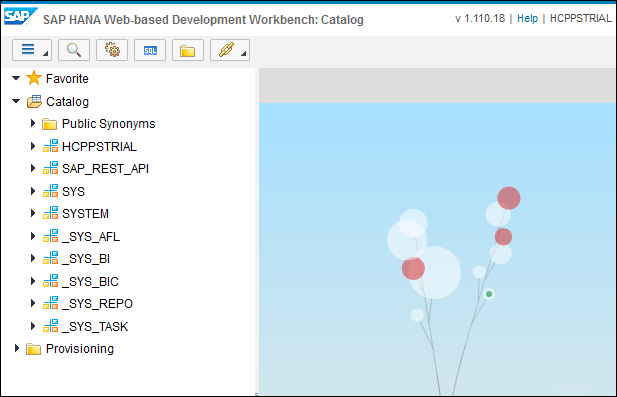 SAP SAP HANA Web-based Development Workbench: Catalog v 1.110.18 | Help | HCPPSTRIAL
SQL
Favorite
Catalog
Public Synonyms
HCPPSTRIAL
SAP_REST_API
SYS
SYSTEM
_SYS_AFL
_SYS_BI
_SYS_BIC
_SYS_REPO
_SYS_TASK
Provisioning